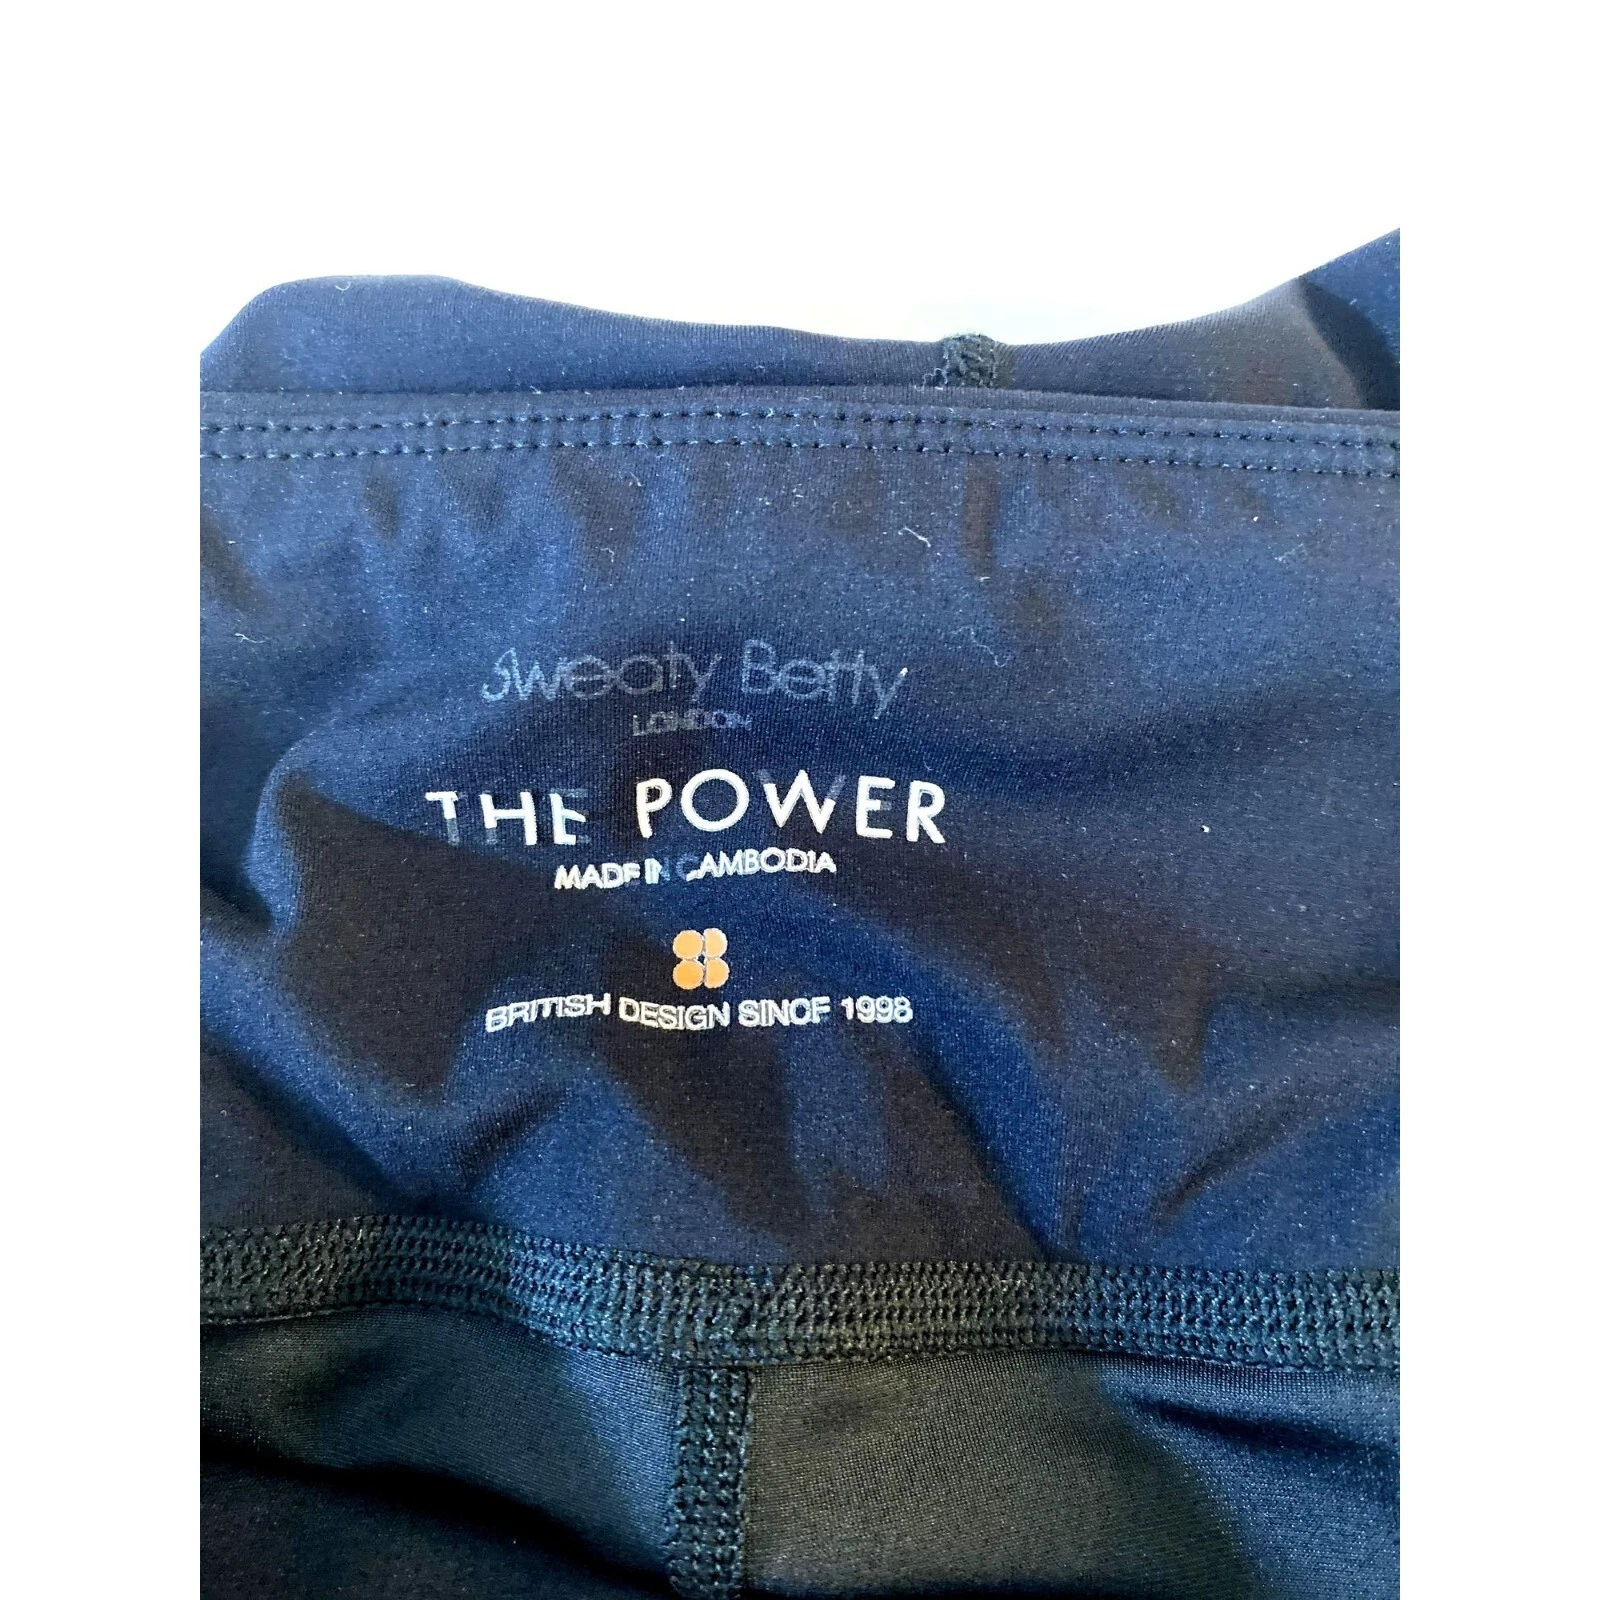 Sweaty Betty
LONDON
THE POWER
MADE IN CAMBODIA
BRITISH DESIGN SINCE 1998